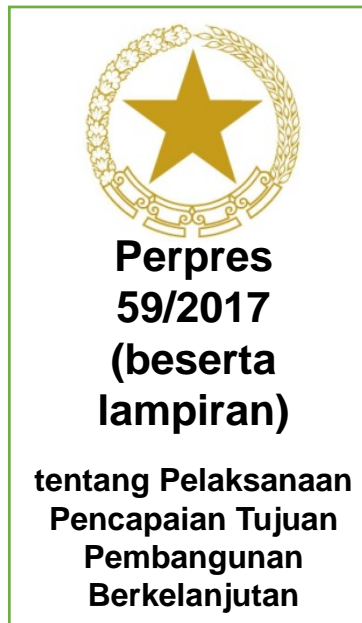 Perpres
59/2017
(beserta
lampiran)
tentang Pelaksanaan
Pencapaian Tujuan
Pembangunan
Berkelanjutan